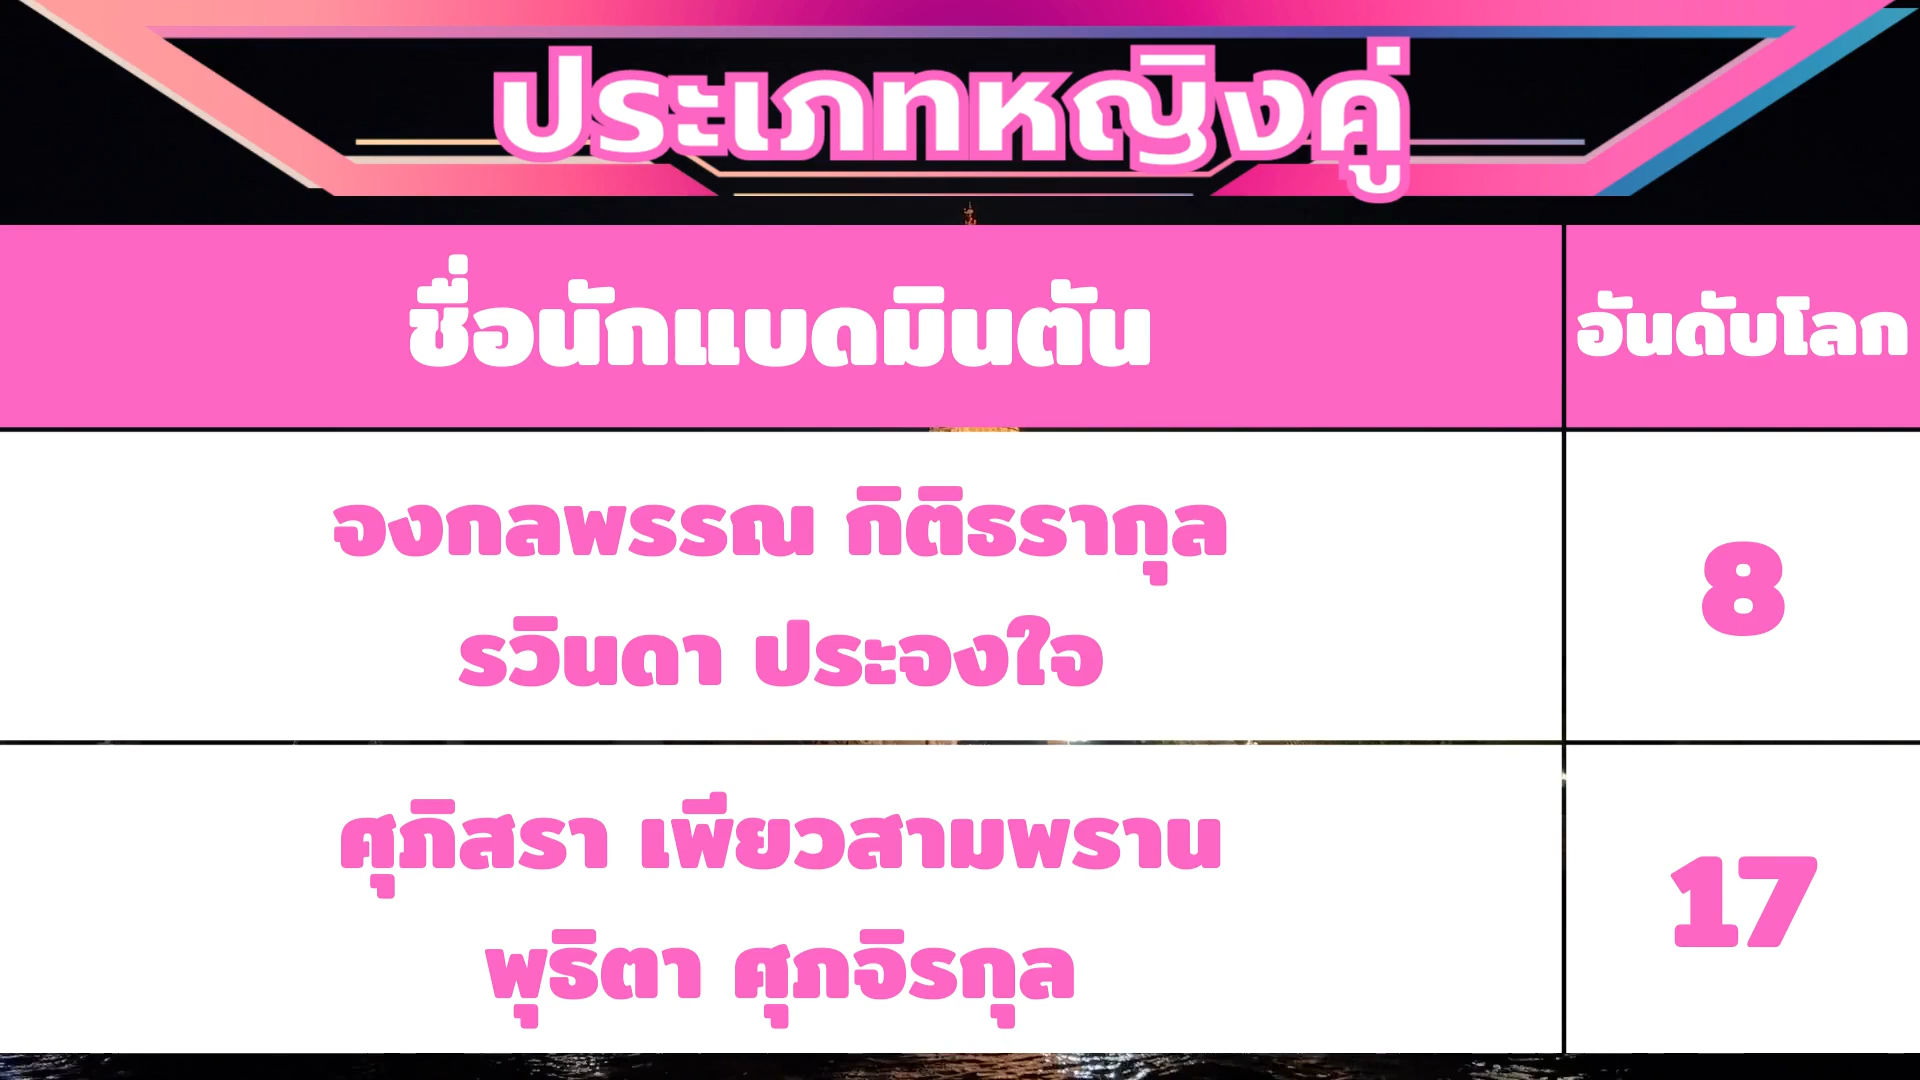 ประเภทหญิงคู่
ชื่อนักแบดมินตัน
อันดับโลก
จงกลพรรณ กิติธรากุล
รวินดา ประจงใจ
8
ศุภิสรา เพียวสามพราน
พุธิตา ศุภจิรกุล
17